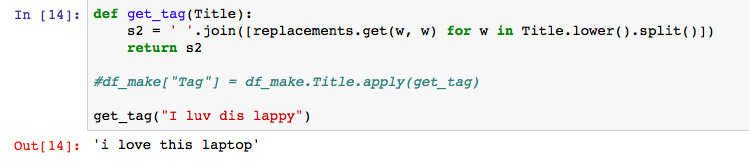 In [14]: def get_tag(Title):
    s2 = ' '.join([replacements.get(w, w) for w in Title.lower().split()])
    return s2
#df_make["Tag"] = df_make.Title.apply(get_tag)
get_tag("I luv dis lappy")
Out[14]: 'i love this laptop'